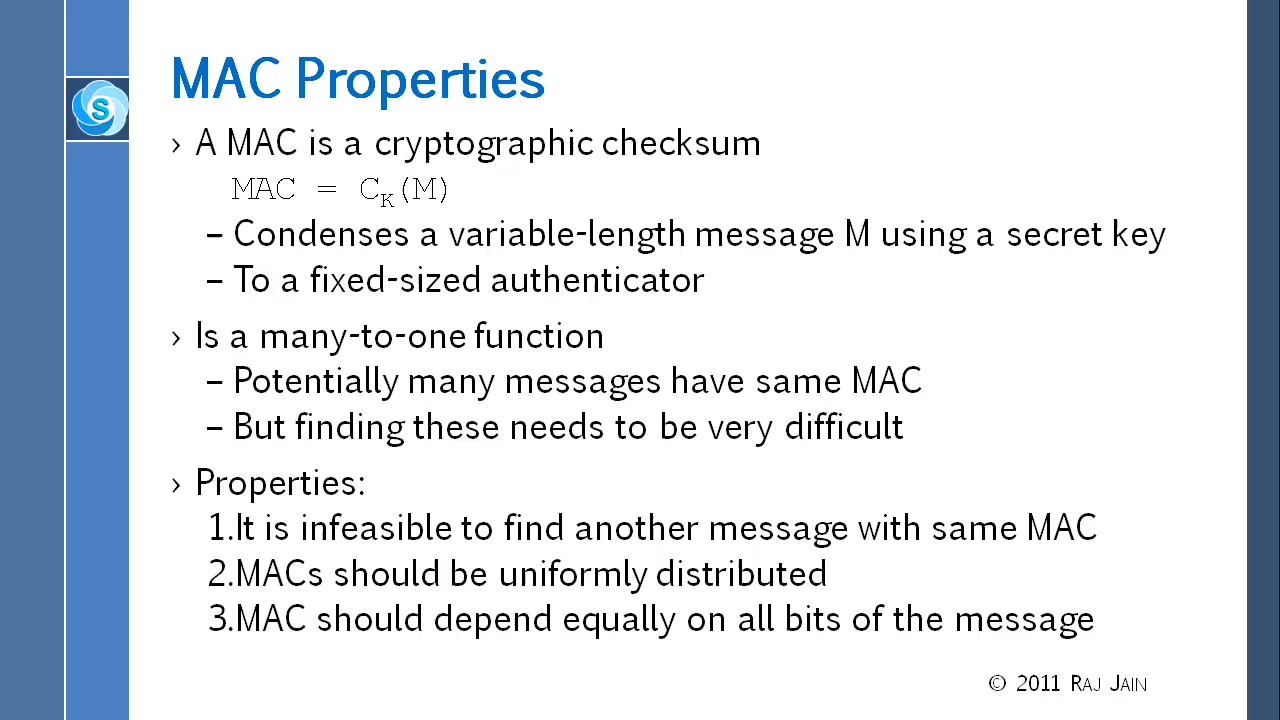 MAC Properties
S
› A MAC is a cryptographic checksum
MAC = CK(M)
– Condenses a variable-length message M using a secret key
– To a fixed-sized authenticator
› Is a many-to-one function
– Potentially many messages have same MAC
– But finding these needs to be very difficult
› Properties:
1.It is infeasible to find another message with same MAC
2.MACs should be uniformly distributed
3.MAC should depend equally on all bits of the message
© 2011 RAJ JAIN